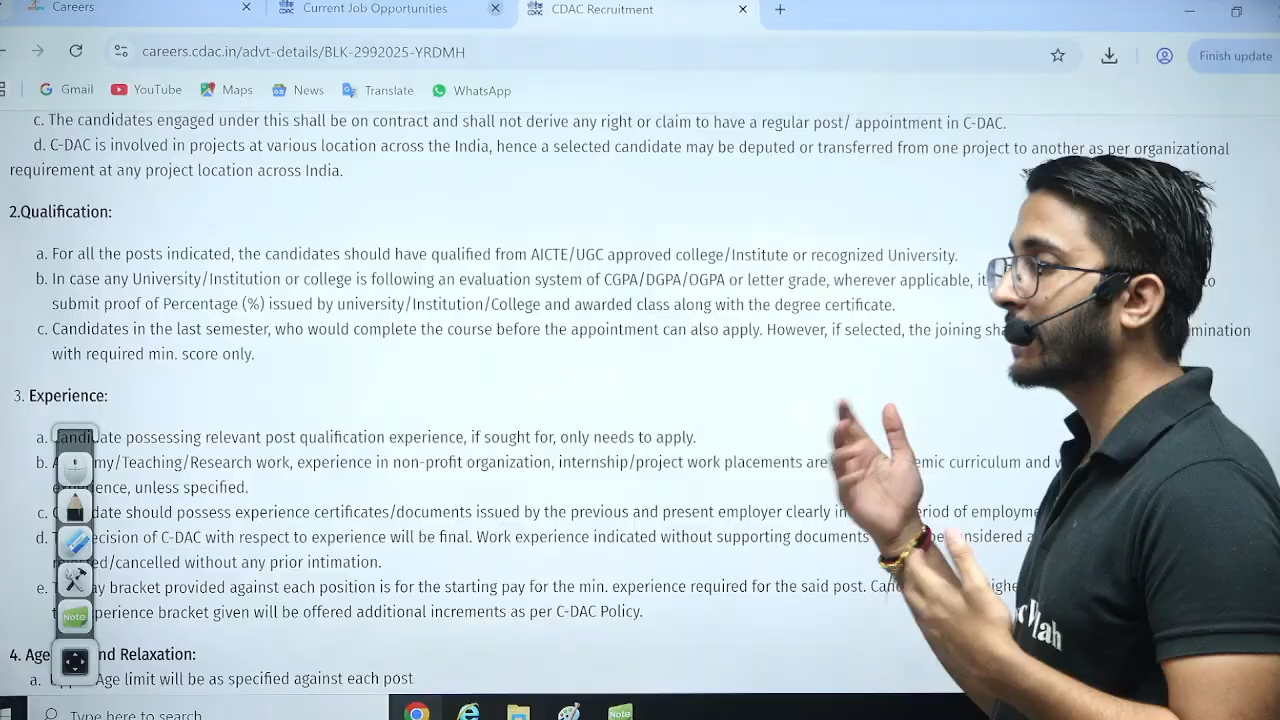 Careers
Current Job Opportunities
CDAC Recruitment
careers.cdac.in/advt-details/BLK-2992025-YRDMH
Finish update
Gmail YouTube Maps News Translate WhatsApp
c. The candidates engaged under this shall be on contract and shall not derive any right or claim to have a regular post/ appointment in C-DAC.
d. C-DAC is involved in projects at various location across the India, hence a selected candidate may be deputed or transferred from one project to another as per organizational
requirement at any project location across India.
2.Qualification:
a. For all the posts indicated, the candidates should have qualified from AICTE/UGC approved college/Institute or recognized University.
b. In case any University/Institution or college is following an evaluation system of CGPA/DGPA/OGPA or letter grade, wherever applicable, it to
submit proof of Percentage (%) issued by university/Institution/College and awarded class along with the degree certificate.
c. Candidates in the last semester, who would complete the course before the appointment can also apply. However, if selected, the joining
with required min. score only.
3. Experience:
a. Candidate possessing relevant post qualification experience, if sought for, only needs to apply.
b. my/Teaching/Research work, experience in non-profit organization, internship/project work placements are curriculum and
unless specified.
c. date should possess experience certificates/documents issued by the previous and present employer clearly of
d. decision of C-DAC with respect to experience will be final. Work experience indicated without supporting documents
without any prior intimation.
e. bracket provided against each position is for the starting pay for the min. experience required for the said post.
experience bracket given will be offered additional increments as per C-DAC Policy.
4. Age nd Relaxation:
a. Age limit will be as specified against each post
Type here to search
Note
Note